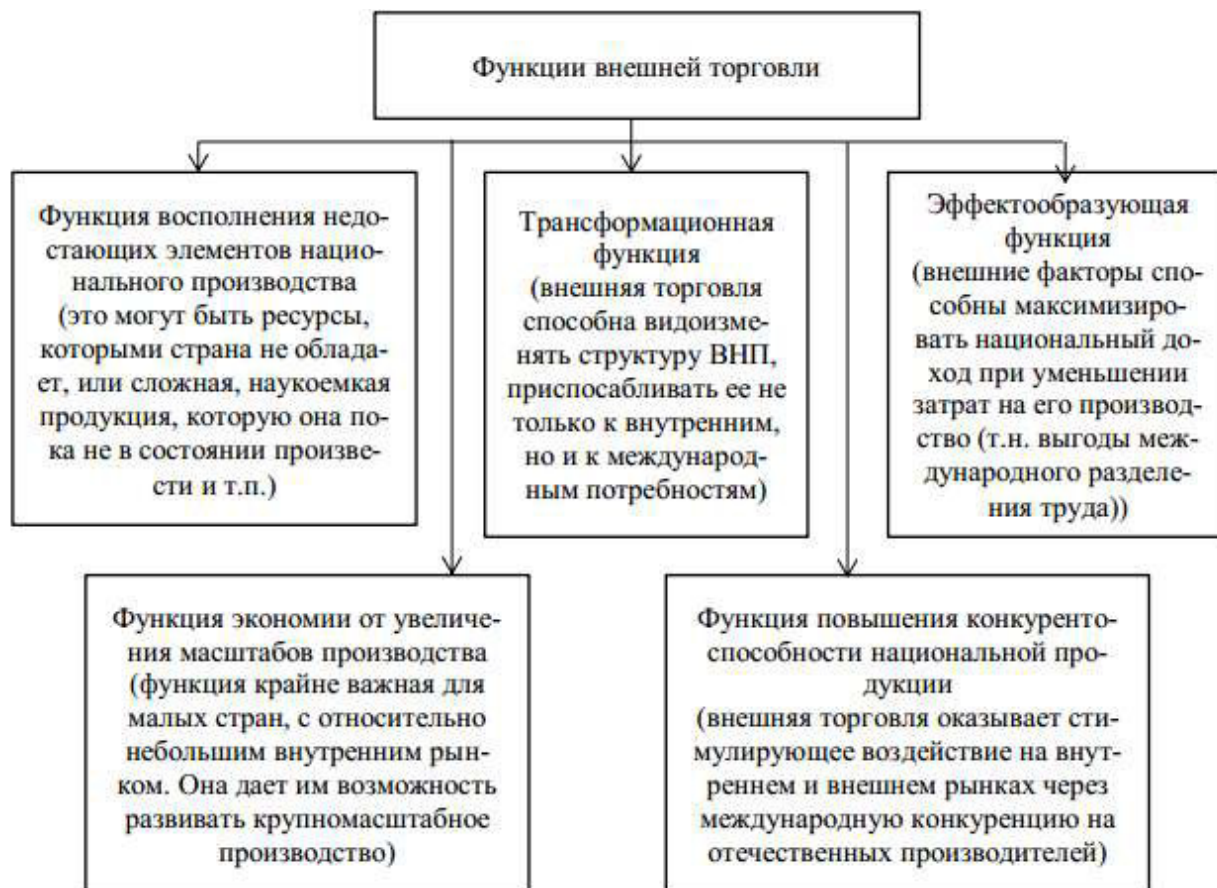 Функции внешней торговли
Функция восполнения недо-
стающих элементов нацио-
нального производства
(это могут быть ресурсы,
которыми страна не облада-
ет, или сложная, наукоемкая
продукция, которую она по-
ка не в состоянии произве-
сти и т.п.)
Трансформационная
функция
(внешняя торговля
способна видоизме-
нять структуру ВНП,
приспосабливать ее не
только к внутренним,
но и к международ-
ным потребностям)
Эффектообразующая
функция
(внешние факторы спо-
собны максимизиро-
вать национальный до-
ход при уменьшении
затрат на его производ-
ство (т.н. выгоды меж-
дународного разделе-
ния труда))
Функция экономии от увеличе-
ния масштабов производства
(функция крайне важная для
малых стран, с относительно
небольшим внутренним рын-
ком. Она дает им возможность
развивать крупномасштабное
производство)
Функция повышения конкуренто-
способности национальной про-
дукции
(внешняя торговля оказывает сти-
мулирующее воздействие на внут-
реннем и внешнем рынках через
международную конкуренцию на
отечественных производителей)